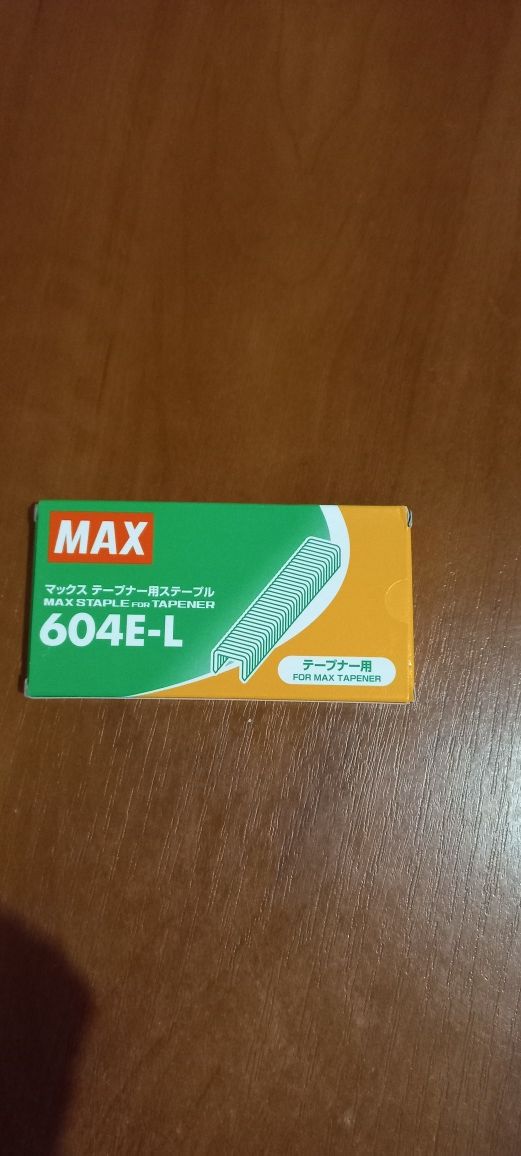 MAX
マックス テープナー用ステープル
MAX STAPLE FOR TAPENER
604E-L
テープナー用
FOR MAX TAPENER